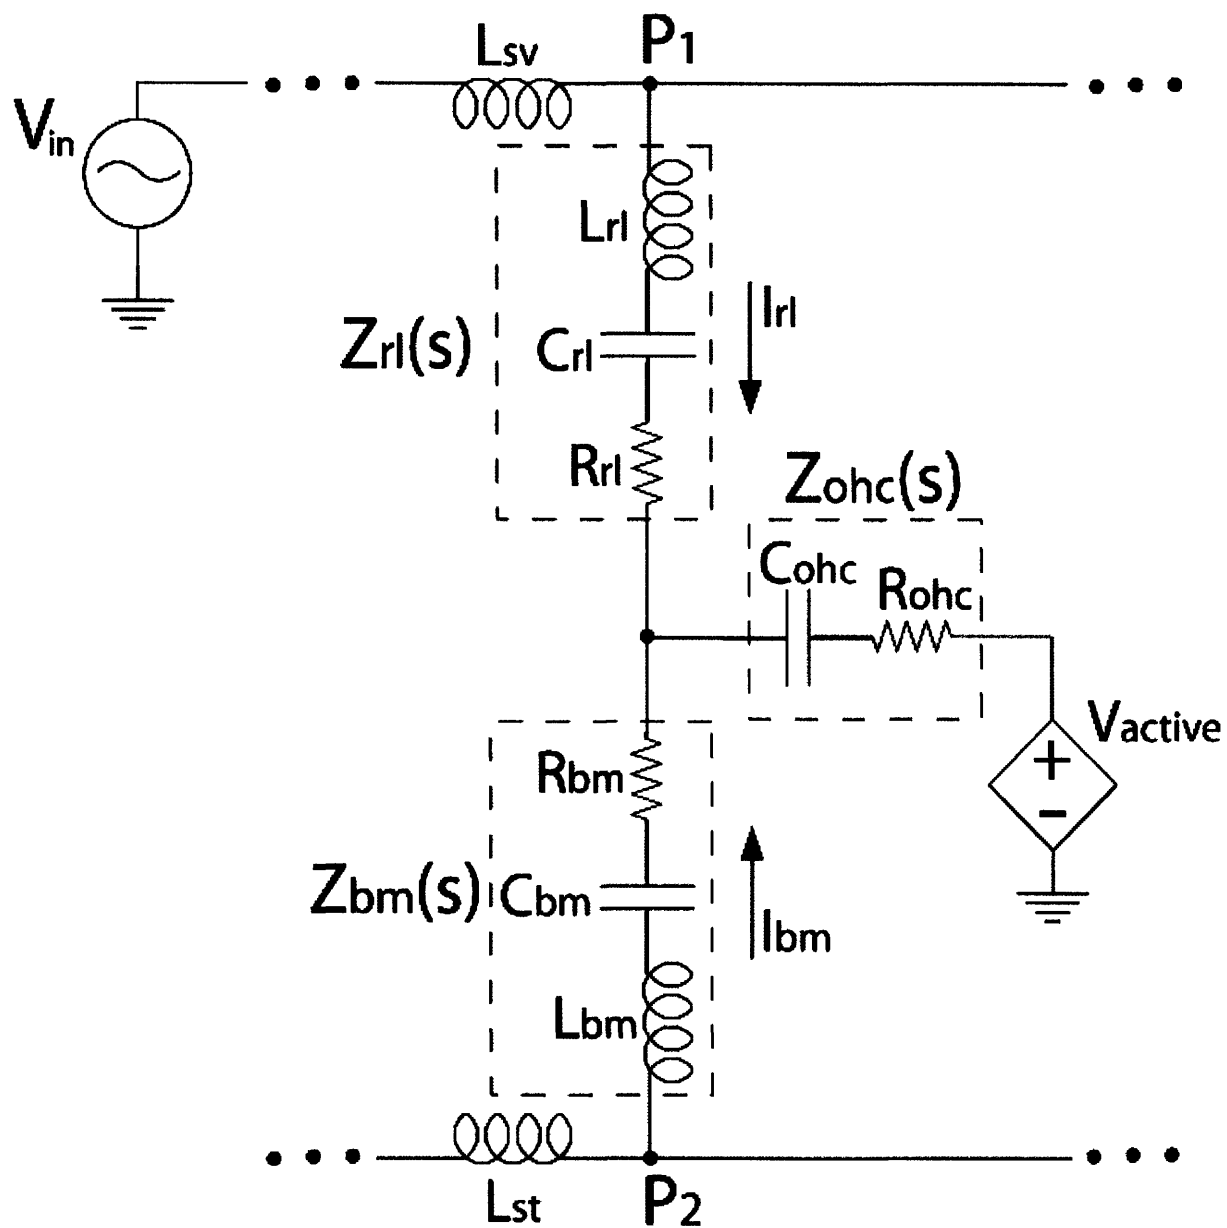 Lsv
P1
Vin
Lrl
Irl
Zrl(s)
Crl
Rrl
Zohc(s)
Cohc
Rohc
Vactive
+
-
Rbm
Zbm(s)
Cbm
Ibm
Lbm
Lst
P2